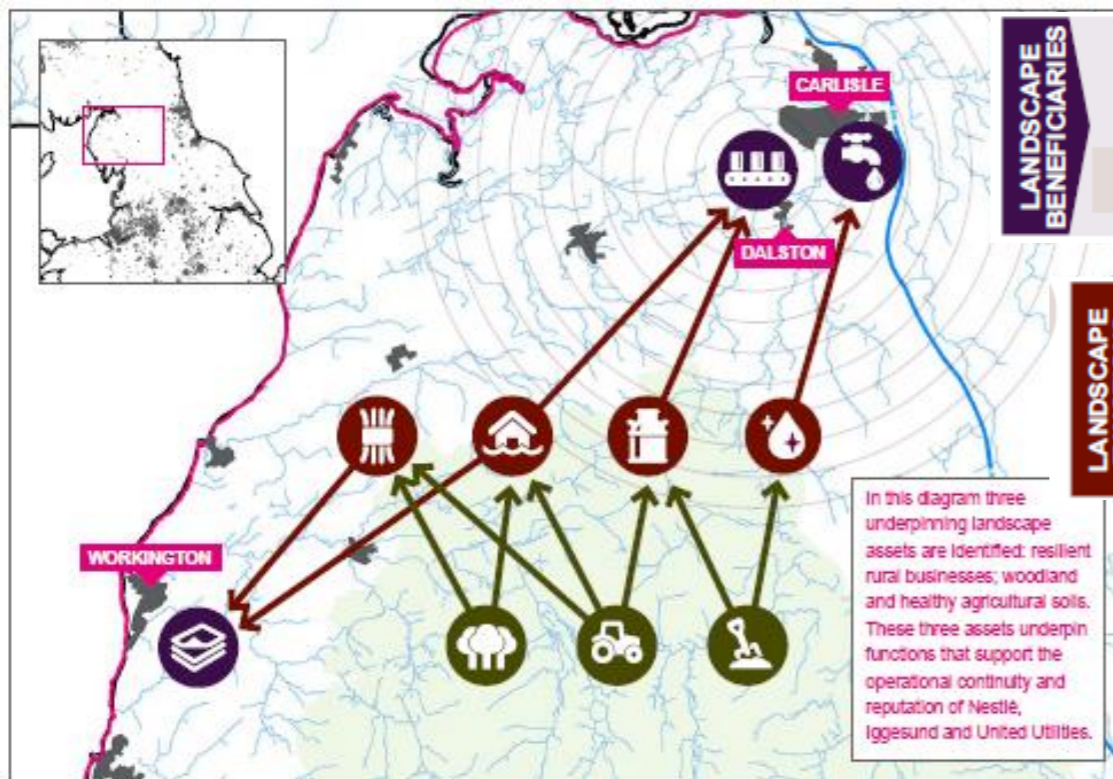 CARLISLE
DALSTON
WORKINGTON
LANDSCAPE
BENEFICIARIES
LANDSCAPE
In this diagram three
underpinning landscape
assets are identified: resilient
rural businesses; woodland
and healthy agricultural soils.
These three assets underpin
functions that support the
operational continuity and
reputation of Nestlé,
Iggesund and United Utilities.